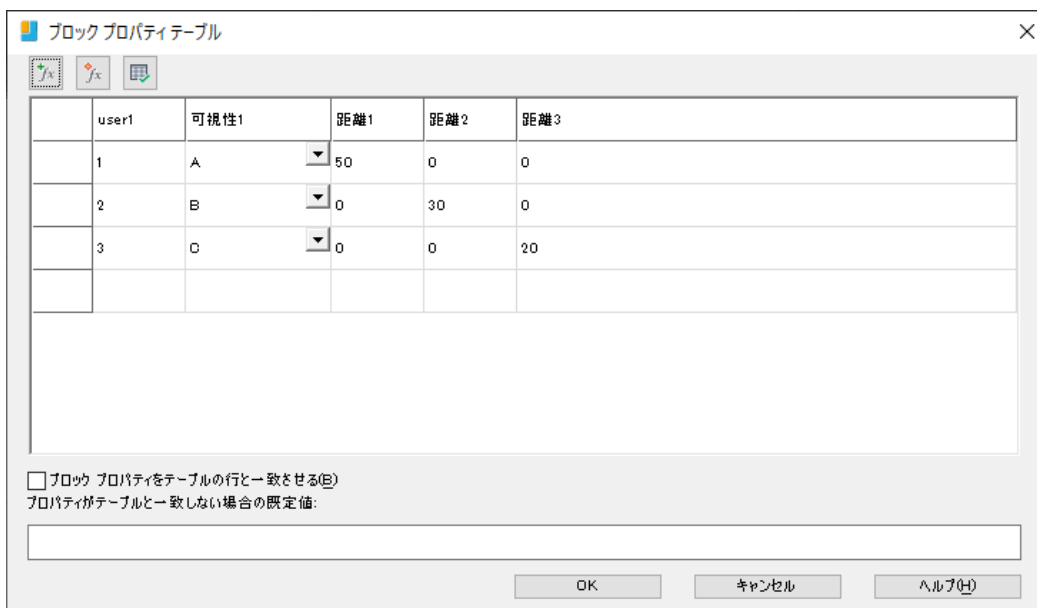 ブロック プロパティ テーブル
fx fx
user1 可視性1 距離1 距離2 距離3
1 A 50 0 0
2 B 0 30 0
3 C 0 0 20
ブロック プロパティをテーブルの行と一致させる(B)
プロパティがテーブルと一致しない場合の既定値:
OK キャンセル ヘルプ(H)